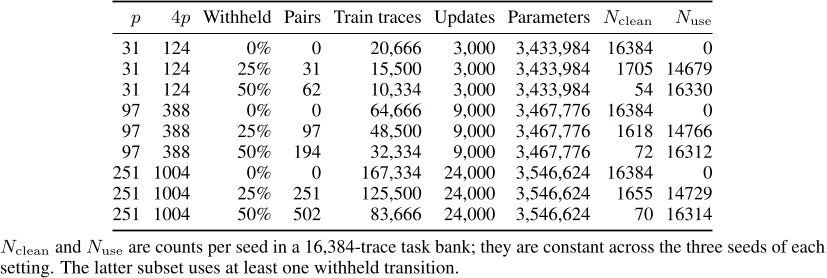 p 4p Withheld Pairs Train traces Updates Parameters N_clean N_use
31 124 0% 0 20,666 3,000 3,433,984 16384 0
31 124 25% 31 15,500 3,000 3,433,984 1705 14679
31 124 50% 62 10,334 3,000 3,433,984 54 16330
97 388 0% 0 64,666 9,000 3,467,776 16384 0
97 388 25% 97 48,500 9,000 3,467,776 1618 14766
97 388 50% 194 32,334 9,000 3,467,776 72 16312
251 1004 0% 0 167,334 24,000 3,546,624 16384 0
251 1004 25% 251 125,500 24,000 3,546,624 1655 14729
251 1004 50% 502 83,666 24,000 3,546,624 70 16314
N_clean and N_use are counts per seed in a 16,384-trace task bank; they are constant across the three seeds of each
setting. The latter subset uses at least one withheld transition.